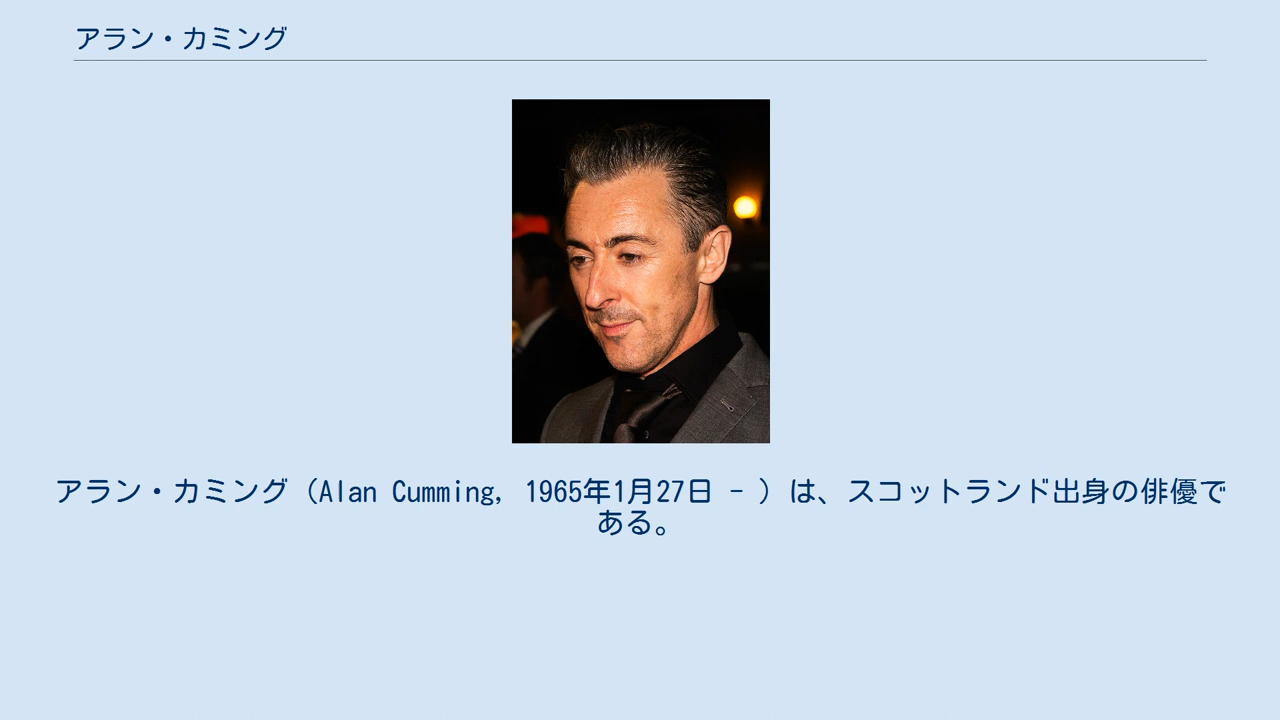 アラン・カミング
アラン・カミング（Alan Cumming, 1965年1月27日 - ）は、スコットランド出身の俳優で
ある。